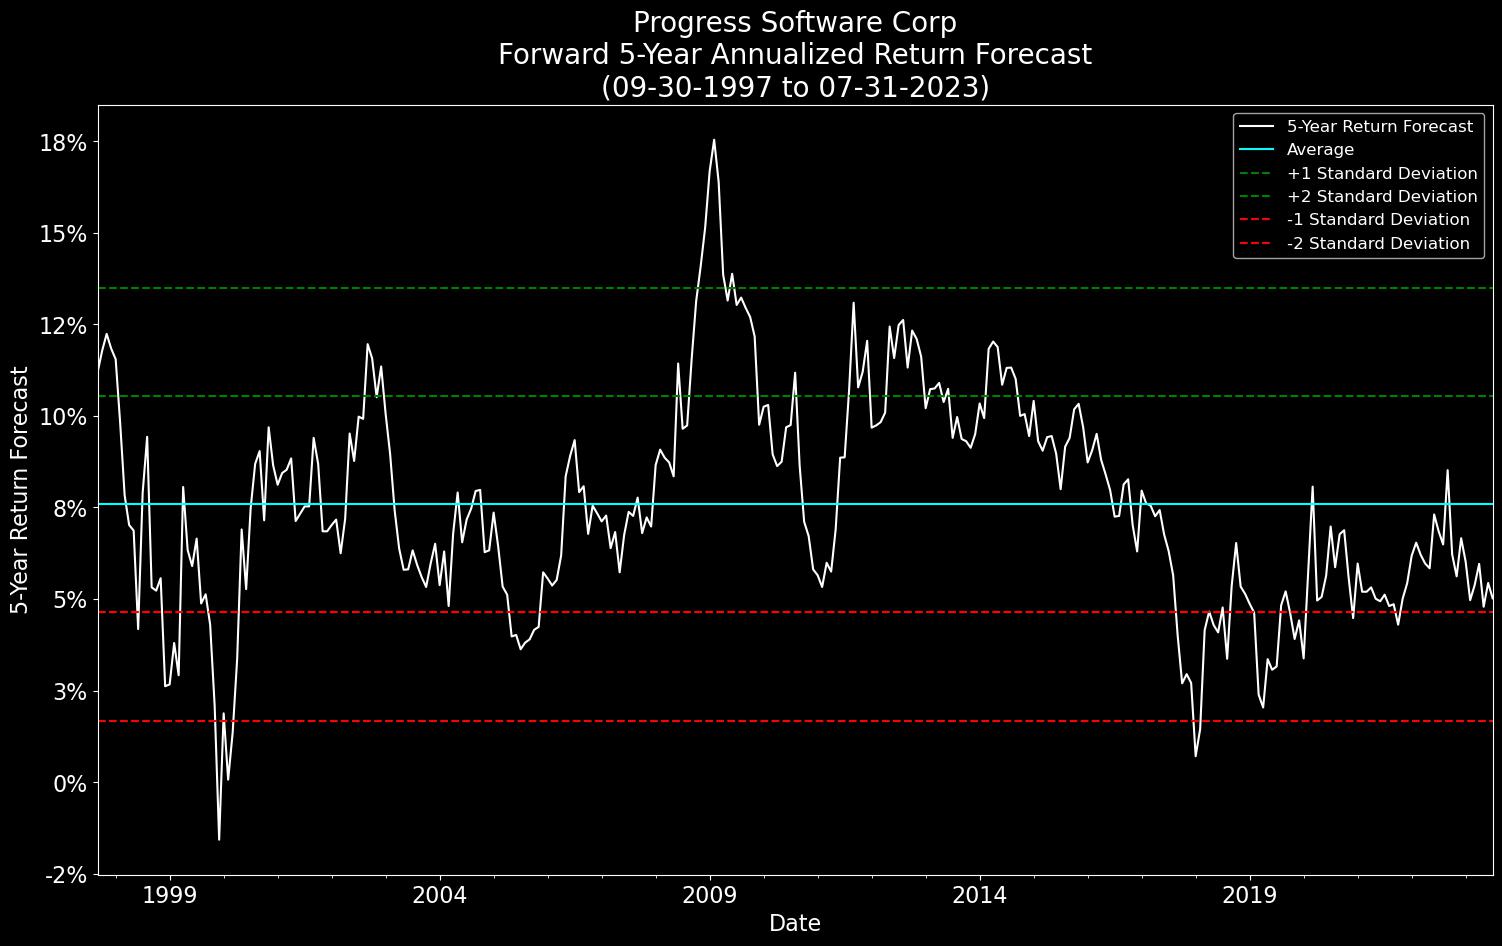 Progress Software Corp
Forward 5-Year Annualized Return Forecast
(09-30-1997 to 07-31-2023)
5-Year Return Forecast
Average
+1 Standard Deviation
+2 Standard Deviation
-1 Standard Deviation
-2 Standard Deviation
18%
15%
12%
10%
8%
5%
3%
0%
-2%
5-Year Return Forecast
1999 2004 2009 2014 2019
Date